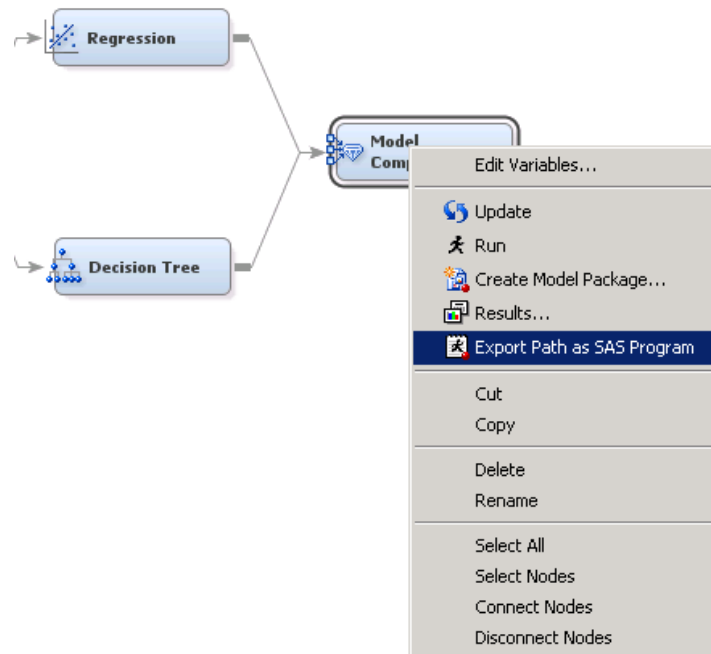 Regression
Model
Comp
Decision Tree
Edit Variables...
Update
Run
Create Model Package...
Results...
Export Path as SAS Program
Cut
Copy
Delete
Rename
Select All
Select Nodes
Connect Nodes
Disconnect Nodes